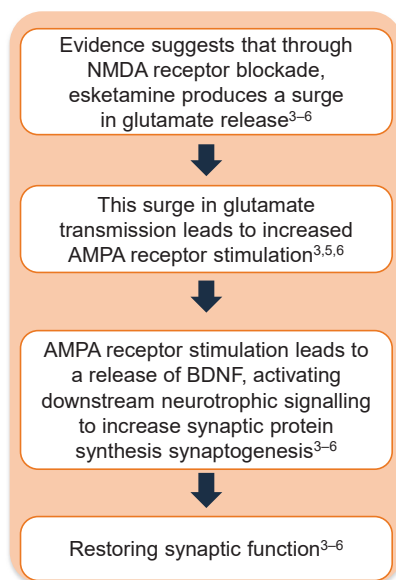 Evidence suggests that through
NMDA receptor blockade,
esketamine produces a surge
in glutamate release³⁻⁶
This surge in glutamate
transmission leads to increased
AMPA receptor stimulation³,⁵,⁶
AMPA receptor stimulation leads to
a release of BDNF, activating
downstream neurotrophic signalling
to increase synaptic protein
synthesis synaptogenesis³⁻⁶
Restoring synaptic function³⁻⁶